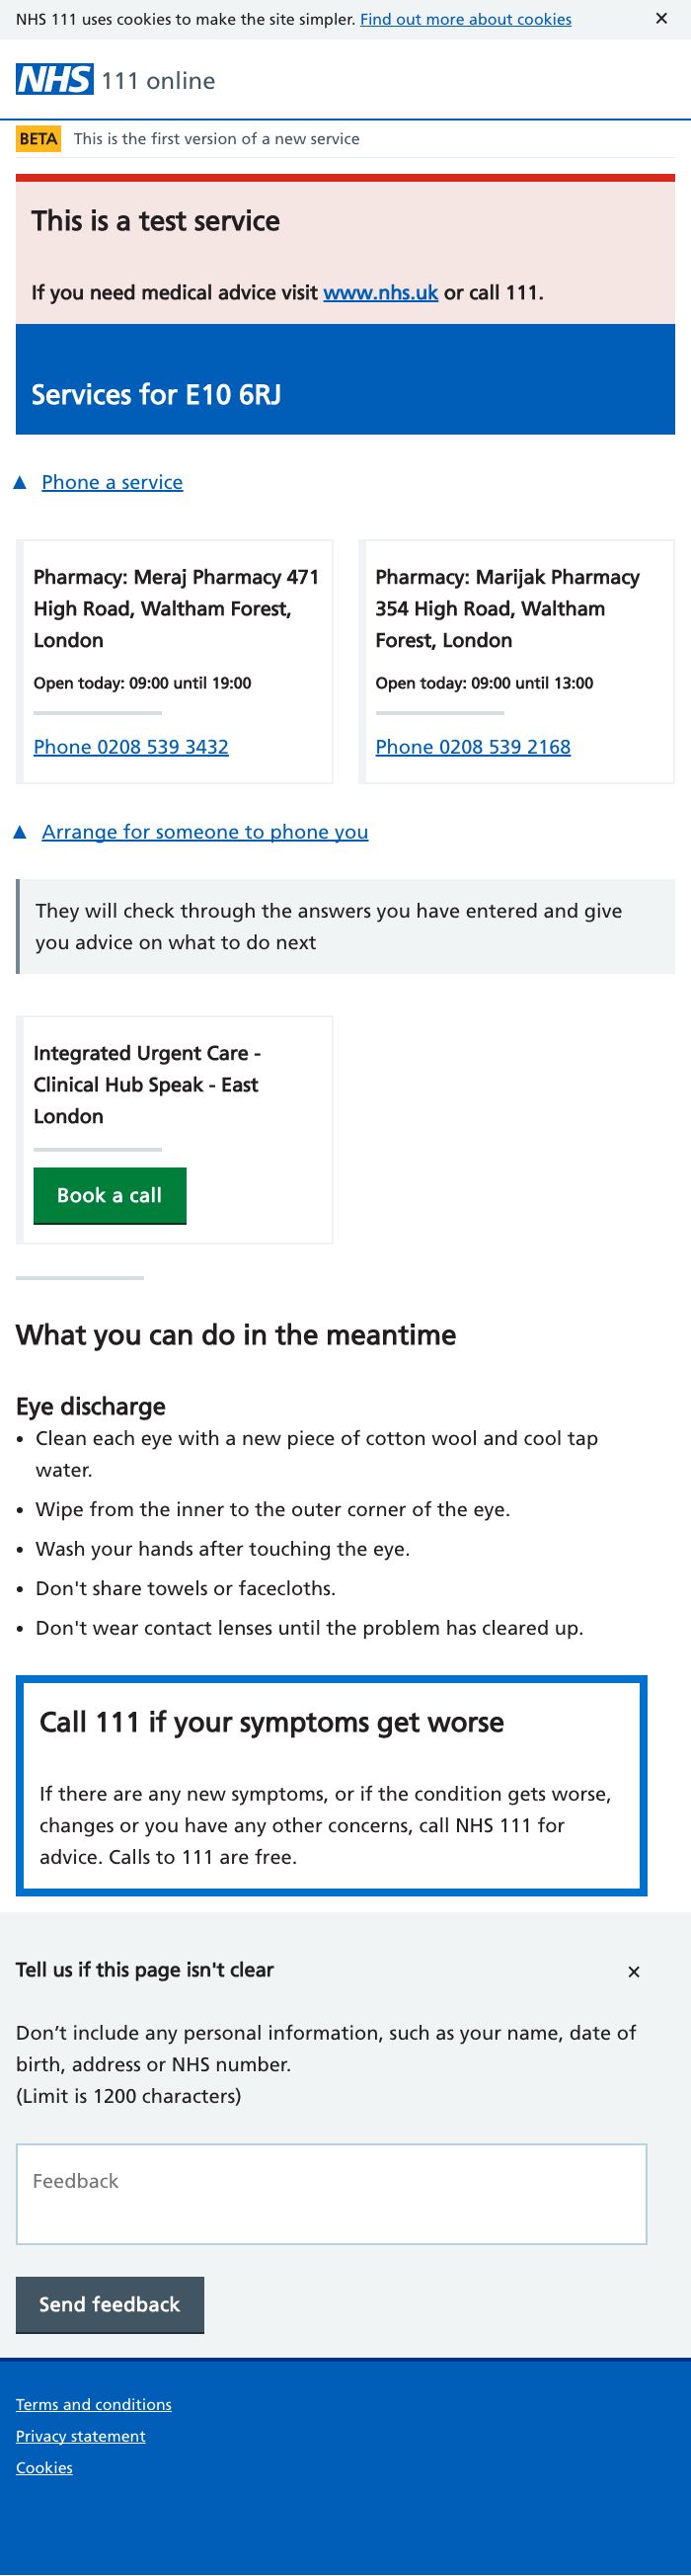 NHS 111 uses cookies to make the site simpler. Find out more about cookies ✕
NHS 111 online
BETA This is the first version of a new service
This is a test service
If you need medical advice visit www.nhs.uk or call 111.
Services for E10 6RJ
▲ Phone a service
Pharmacy: Meraj Pharmacy 471
High Road, Waltham Forest,
London
Open today: 09:00 until 19:00
Phone 0208 539 3432
Pharmacy: Marijak Pharmacy
354 High Road, Waltham
Forest, London
Open today: 09:00 until 13:00
Phone 0208 539 2168
▲ Arrange for someone to phone you
They will check through the answers you have entered and give
you advice on what to do next
Integrated Urgent Care -
Clinical Hub Speak - East
London
Book a call
What you can do in the meantime
Eye discharge
• Clean each eye with a new piece of cotton wool and cool tap
water.
• Wipe from the inner to the outer corner of the eye.
• Wash your hands after touching the eye.
• Don't share towels or facecloths.
• Don't wear contact lenses until the problem has cleared up.
Call 111 if your symptoms get worse
If there are any new symptoms, or if the condition gets worse,
changes or you have any other concerns, call NHS 111 for
advice. Calls to 111 are free.
Tell us if this page isn't clear ✕
Don’t include any personal information, such as your name, date of
birth, address or NHS number.
(Limit is 1200 characters)
Feedback
Send feedback
Terms and conditions
Privacy statement
Cookies